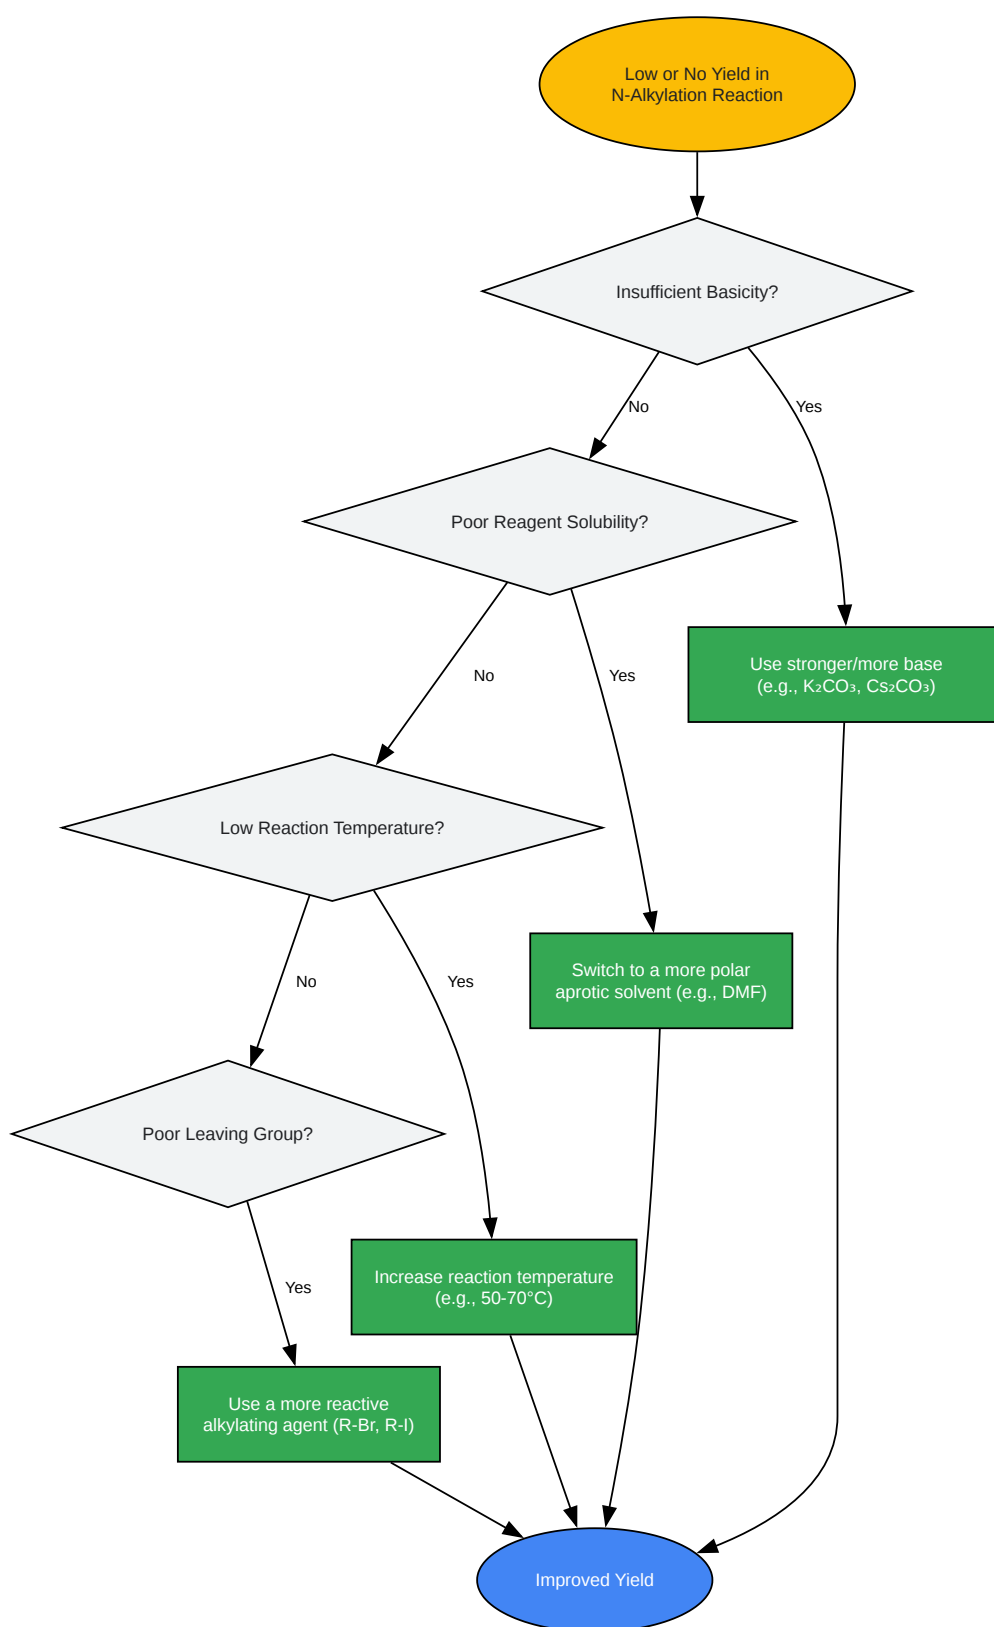 Low or No Yield in
N-Alkylation Reaction
Insufficient Basicity?
No
Yes
Poor Reagent Solubility?
Use stronger/more base
(e.g., K₂CO₃, Cs₂CO₃)
No
Yes
Low Reaction Temperature?
Switch to a more polar
aprotic solvent (e.g., DMF)
No
Yes
Poor Leaving Group?
Increase reaction temperature
(e.g., 50-70°C)
Yes
Use a more reactive
alkylating agent (R-Br, R-I)
Improved Yield